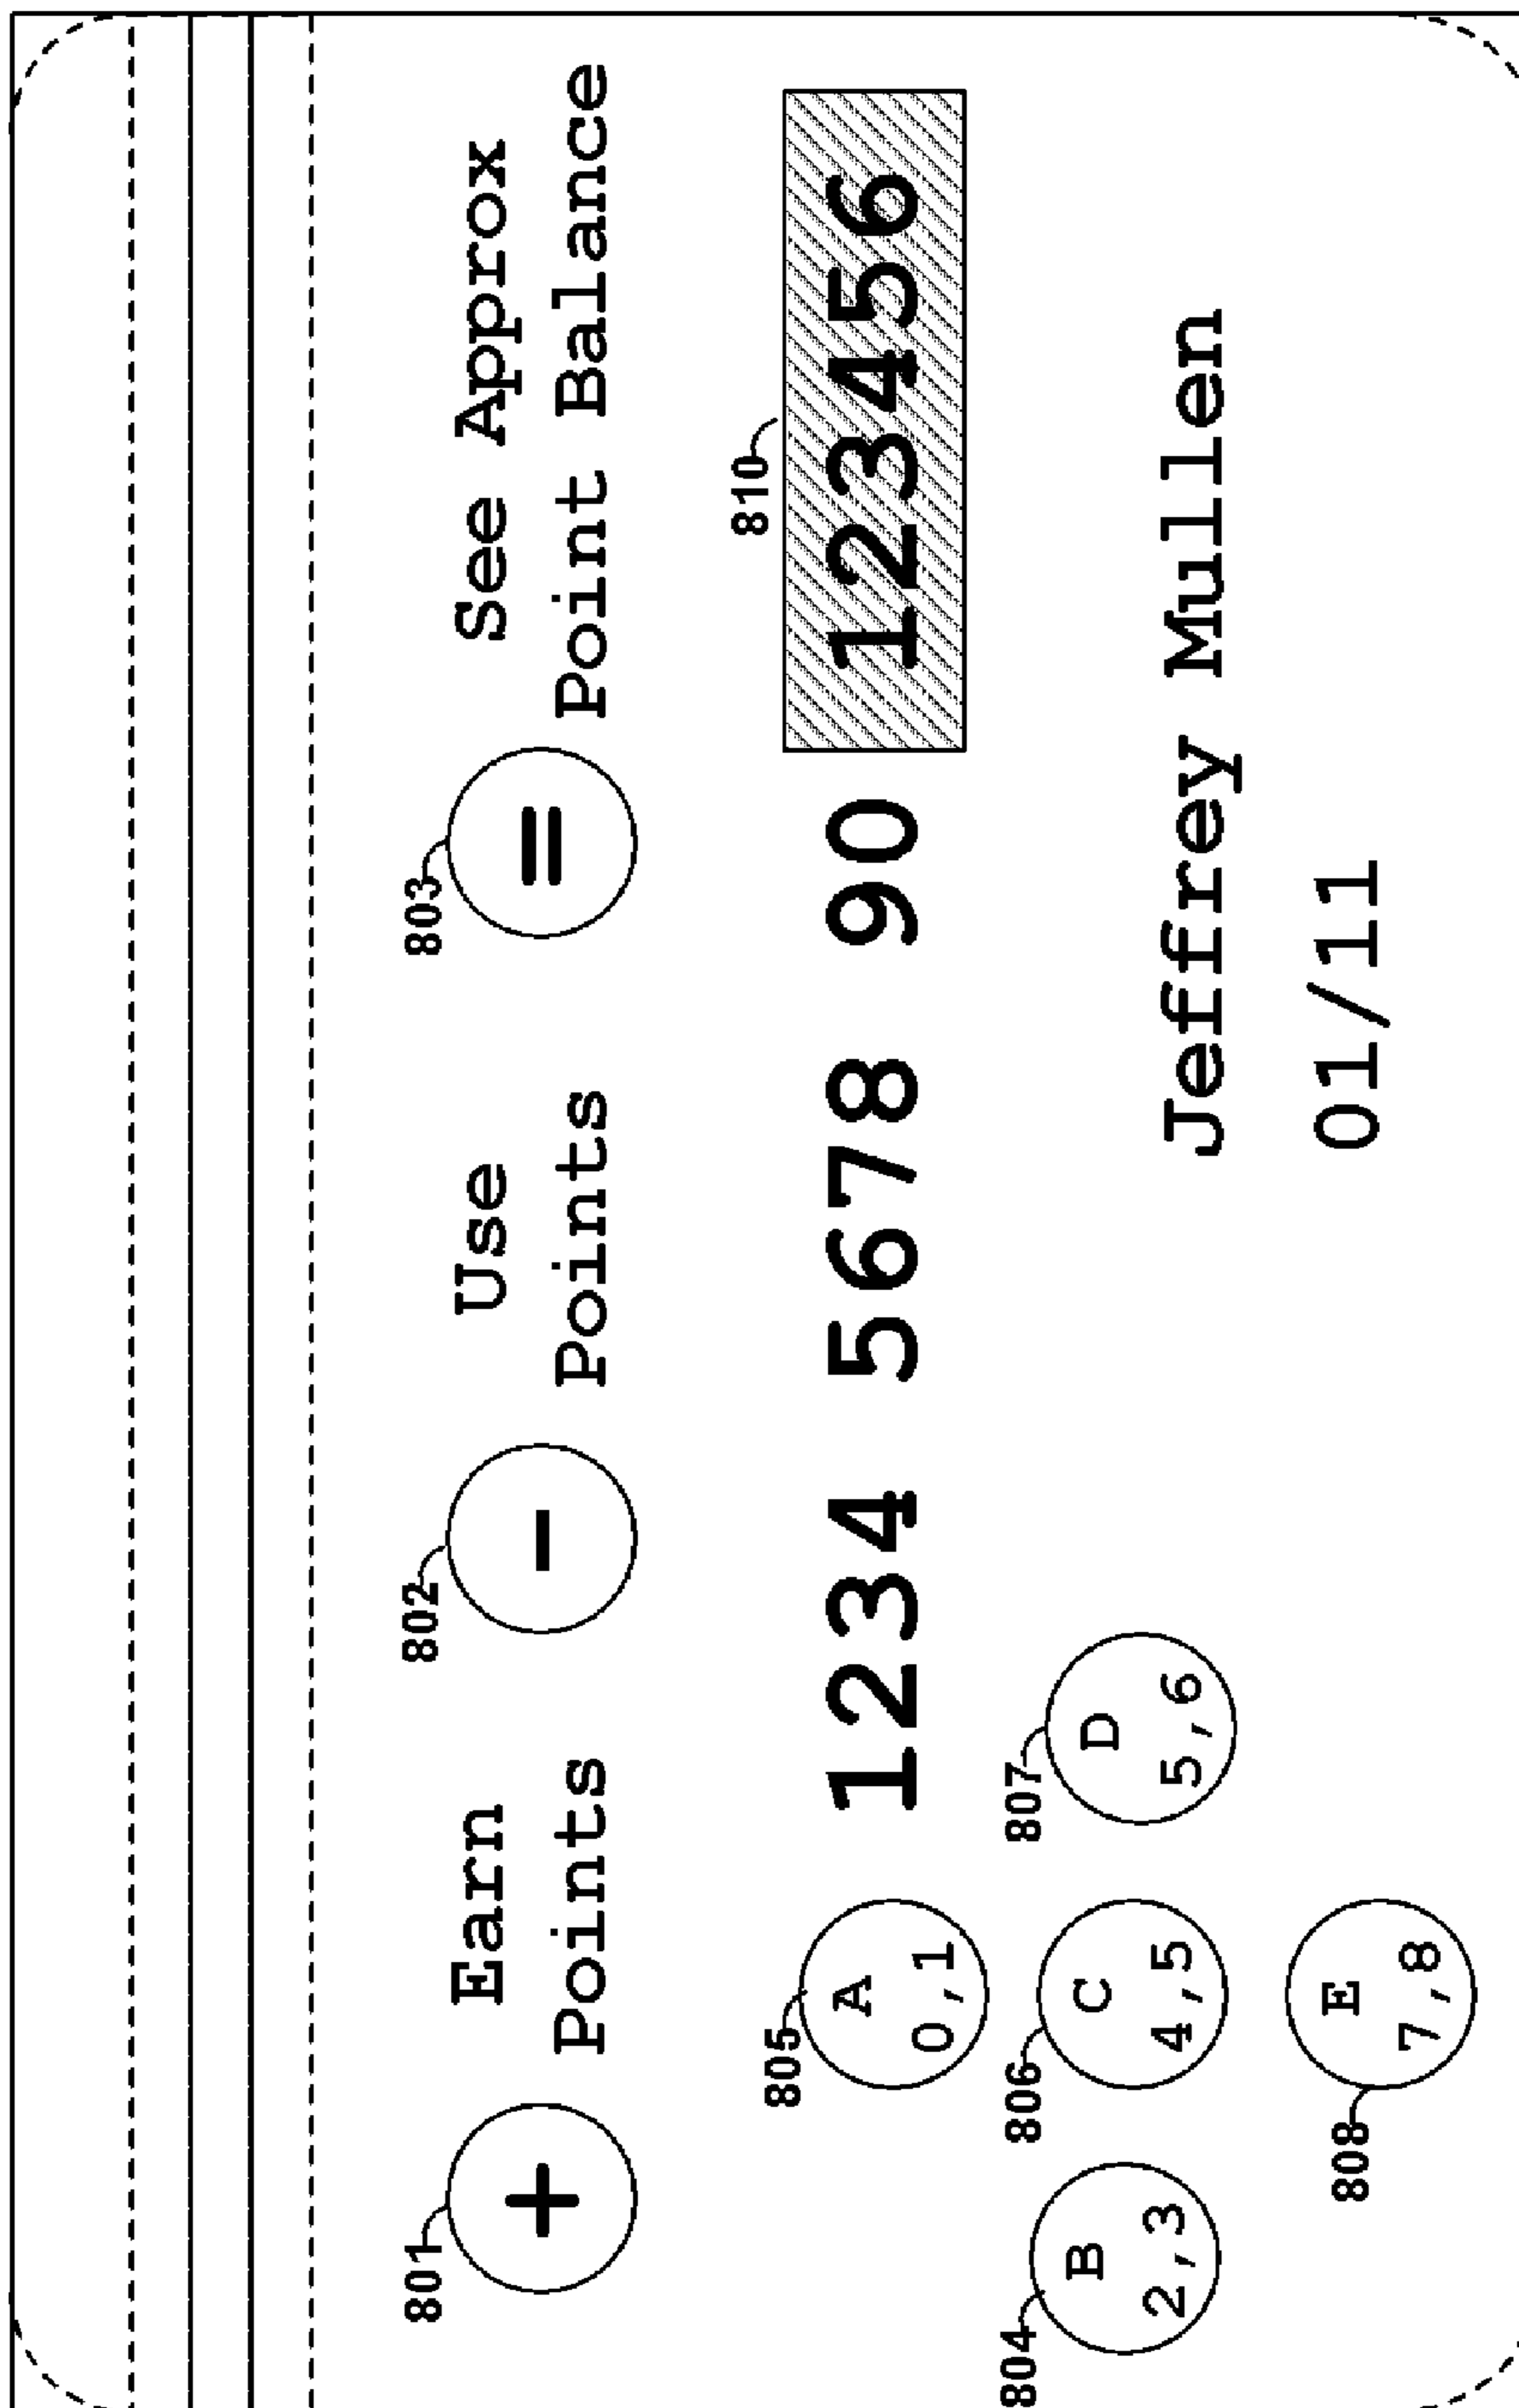 801 802 803
+ Earn Points - Use Points = See Approx Point Balance
810
805
1234 5678 90 123456
A
0,1
804 806 807
B
2,3
C
4,5
D
5,6
Jeffrey Mullen
808
E
7,8
01/11